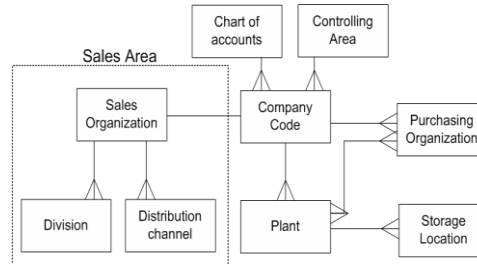 Chart of
accounts
Controlling
Area
Sales Area
Sales
Organization
Company
Code
Purchasing
Organization
Division
Distribution
channel
Plant
Storage
Location